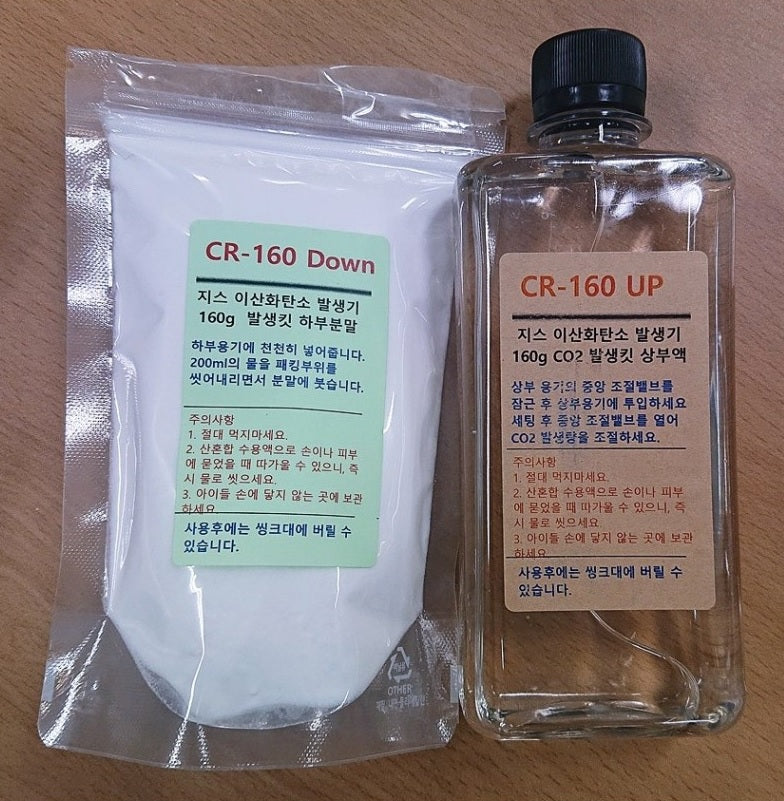 CR-160 Down
지스 이산화탄소 발생기
160g 발생킷 하부분말
하부용기에 천천히 넣어줍니다.
200ml의 물을 패킹부위를
씻어내리면서 분말에 붓습니다.
주의사항
1. 절대 먹지마세요.
2. 산혼합 수용액으로 손이나 피부
에 묻었을 때 따가울 수 있으니, 즉
시 물로 씻으세요.
3. 아이들 손에 닿지 않는 곳에 보관
하세요
사용후에는 씽크대에 버릴 수
있습니다.
OTHER
CR-160 UP
지스 이산화탄소 발생기
160g CO2 발생킷 상부액
상부 용기의 중앙 조절밸브를
잠근 후 상부용기에 투입하세요
세팅 후 중앙 조절밸브를 열어
CO2 발생량을 조절하세요.
주의사항
1. 절대 먹지마세요.
2. 산혼합 수용액으로 손이나 피부
에 묻었을 때 따가울 수 있으니, 즉
시 물로 씻으세요.
3. 아이들 손에 닿지 않는 곳에 보관
하세요
사용후에는 씽크대에 버릴 수
있습니다.